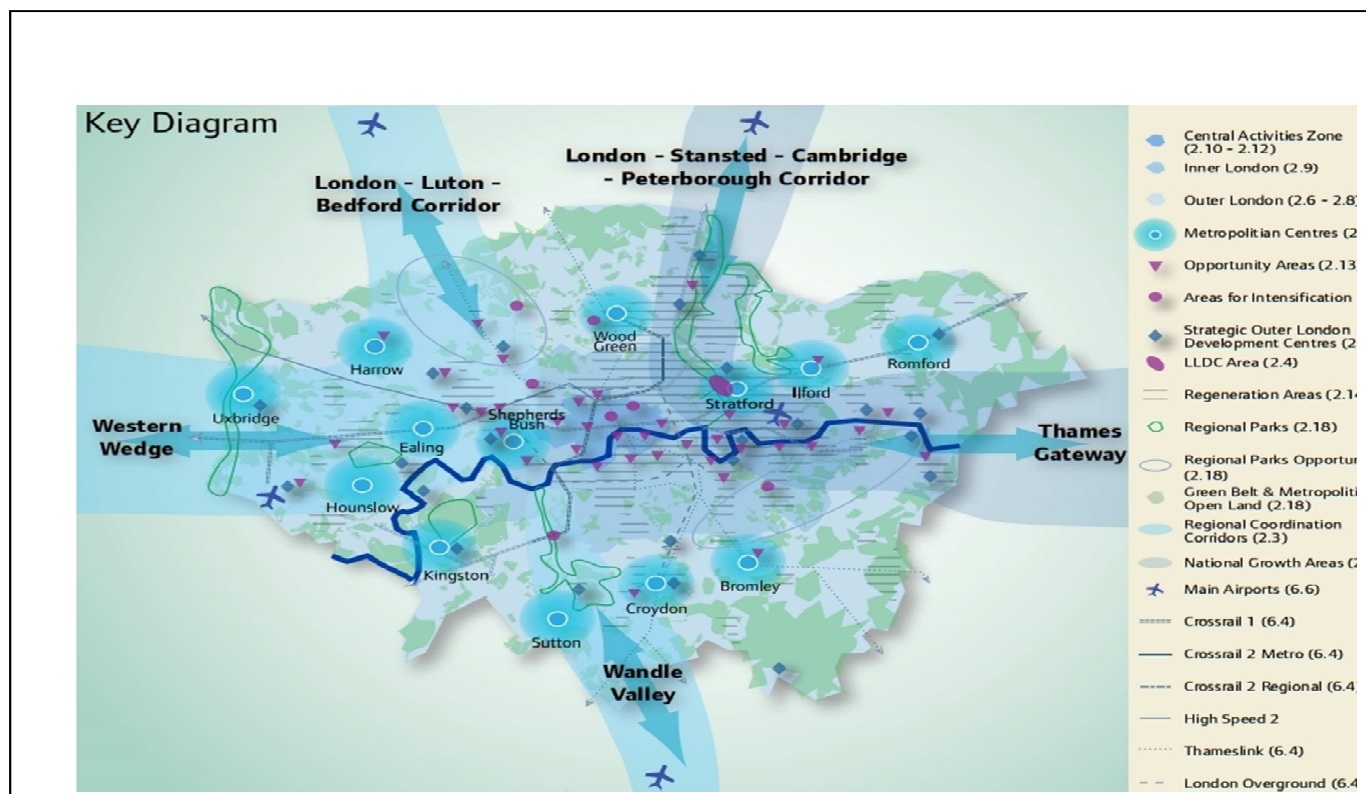 Key Diagram
London - Stansted - Cambridge
- Peterborough Corridor
London - Luton -
Bedford Corridor
Wood
Green
Harrow
Romford
Ilford
Uxbridge
Stratford
Shepherds
Bush
Western
Wedge
Ealing
Thames
Gateway
Hounslow
Kingston
Bromley
Croydon
Sutton
Wandle
Valley
Central Activities Zone
(2.10 - 2.12)
Inner London (2.9)
Outer London (2.6 - 2.8
Metropolitian Centres (2
Opportunity Areas (2.13
Areas for Intensification
Strategic Outer London
Development Centres (2
LLDC Area (2.4)
Regeneration Areas (2.14
Regional Parks (2.18)
Regional Parks Opportun
(2.18)
Green Belt & Metropoliti
Open Land (2.18)
Regional Coordination
Corridors (2.3)
National Growth Areas (2
Main Airports (6.6)
Crossrail 1 (6.4)
Crossrail 2 Metro (6.4)
Crossrail 2 Regional (6.4
High Speed 2
Thameslink (6.4)
London Overground (6.4